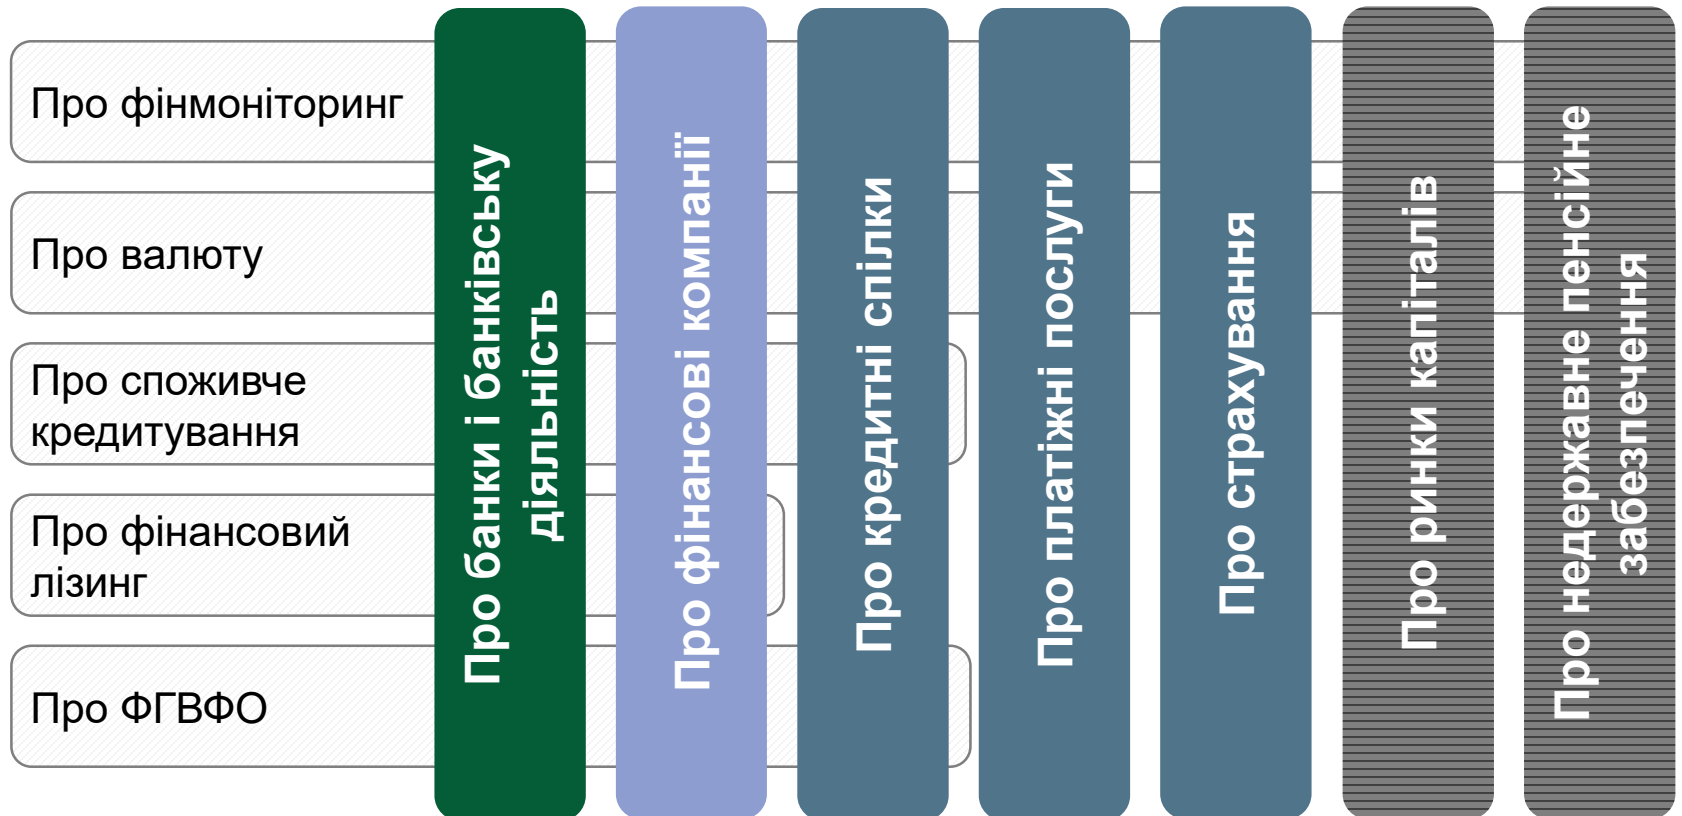 Про фінмоніторинг
Про валюту
Про споживче
кредитування
Про фінансовий
лізинг
Про ФГВФО
Про банки і банківську
діяльність
Про фінансові компанії
Про кредитні спілки
Про платіжні послуги
Про страхування
Про ринки капіталів
Про недержавне пенсійне
забезпечення